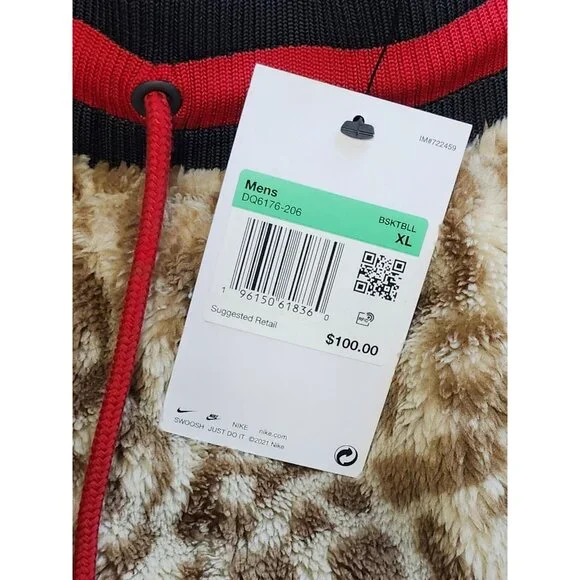 IM#722459
Mens
DQ6176-206
BSKTBLL
XL
1 96150 61836 0
RFID
Suggested Retail
$100.00
NIKE nike.com
SWOOSH JUST DO IT ©2021 Nike